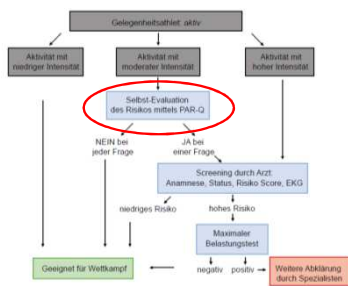 Gelegenheitsathlet: aktiv
Aktivität mit
niedriger Intensität
Aktivität mit
moderater Intensität
Aktivität mit
hoher Intensität
Selbst-Evaluation
des Risikos mittels PAR-Q
NEIN bei
jeder Frage
JA bei
einer Frage
Screening durch Arzt:
Anamnese, Status, Risiko Score, EKG
niedriges Risiko
hohes Risiko
Maximaler
Belastungstest
Geeignet für Wettkampf
negativ
positiv
Weitere Abklärung
durch Spezialisten